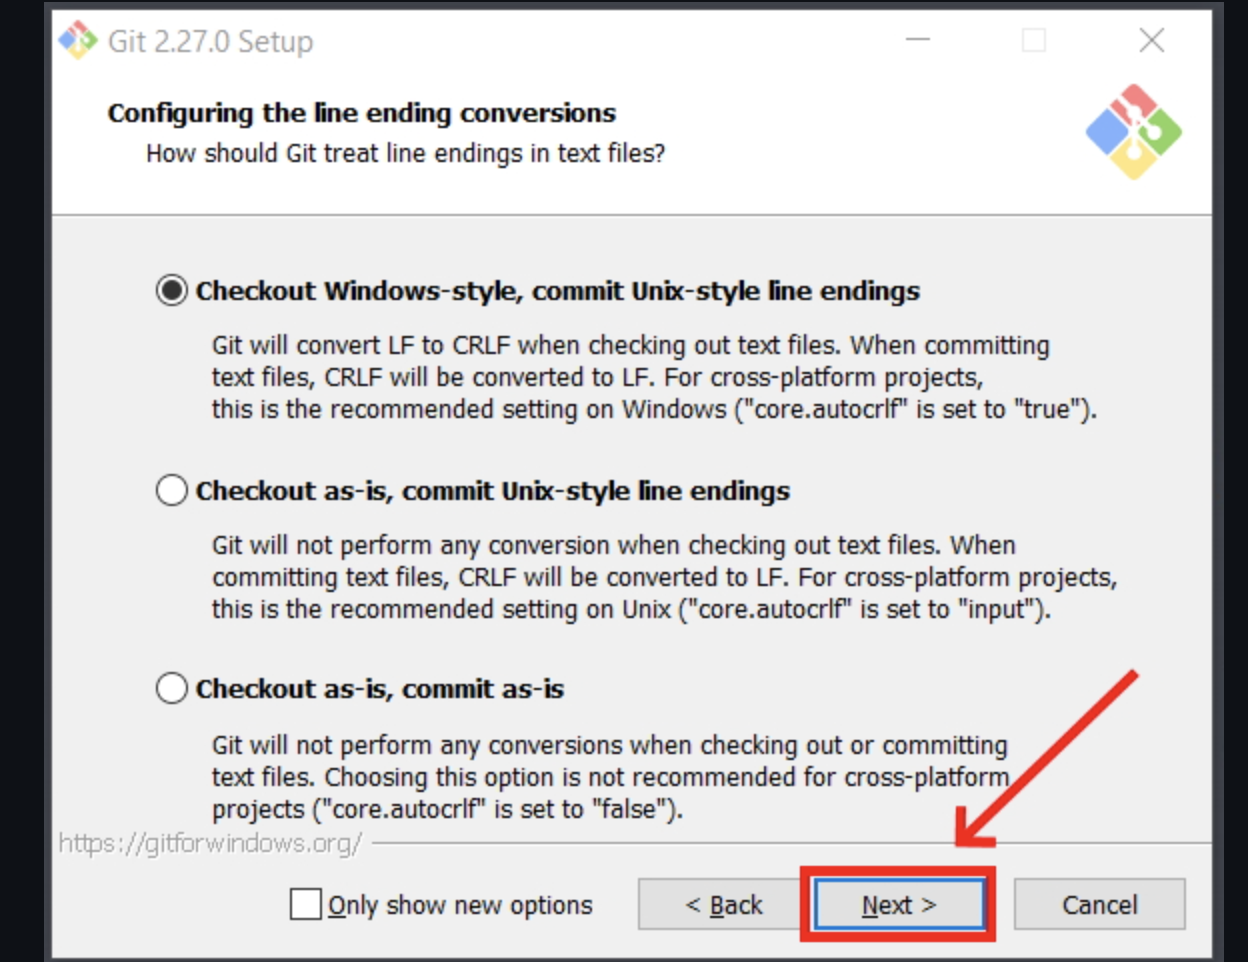 Git 2.27.0 Setup
Configuring the line ending conversions
How should Git treat line endings in text files?
Checkout Windows-style, commit Unix-style line endings
Git will convert LF to CRLF when checking out text files. When committing
text files, CRLF will be converted to LF. For cross-platform projects,
this is the recommended setting on Windows ("core.autocrlf" is set to "true").
Checkout as-is, commit Unix-style line endings
Git will not perform any conversion when checking out text files. When
committing text files, CRLF will be converted to LF. For cross-platform projects,
this is the recommended setting on Unix ("core.autocrlf" is set to "input").
Checkout as-is, commit as-is
Git will not perform any conversions when checking out or committing
text files. Choosing this option is not recommended for cross-platform
projects ("core.autocrlf" is set to "false").
https://gitforwindows.org/
Only show new options
< Back
Next >
Cancel